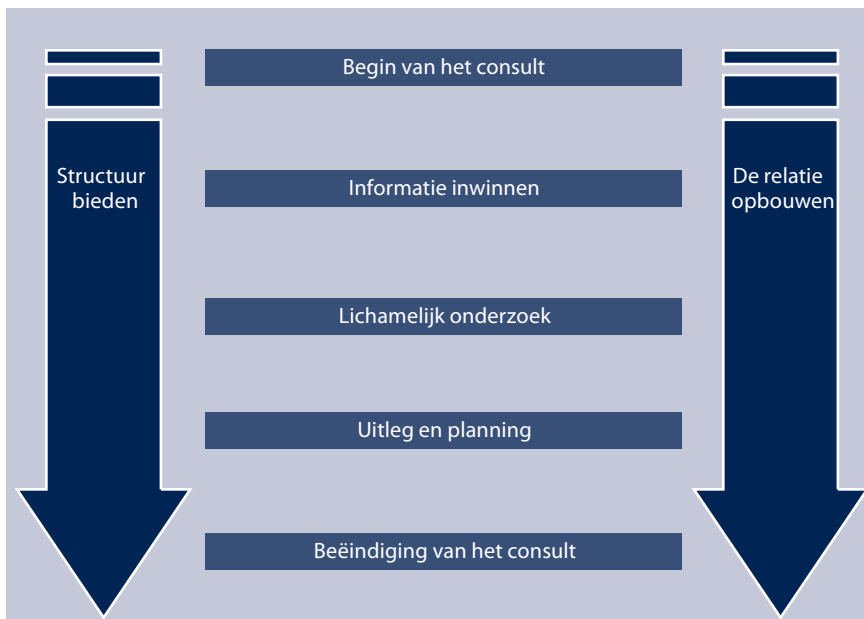 Begin van het consult
Structuur
bieden
Informatie inwinnen
De relatie
opbouwen
Lichamelijk onderzoek
Uitleg en planning
Beëindiging van het consult